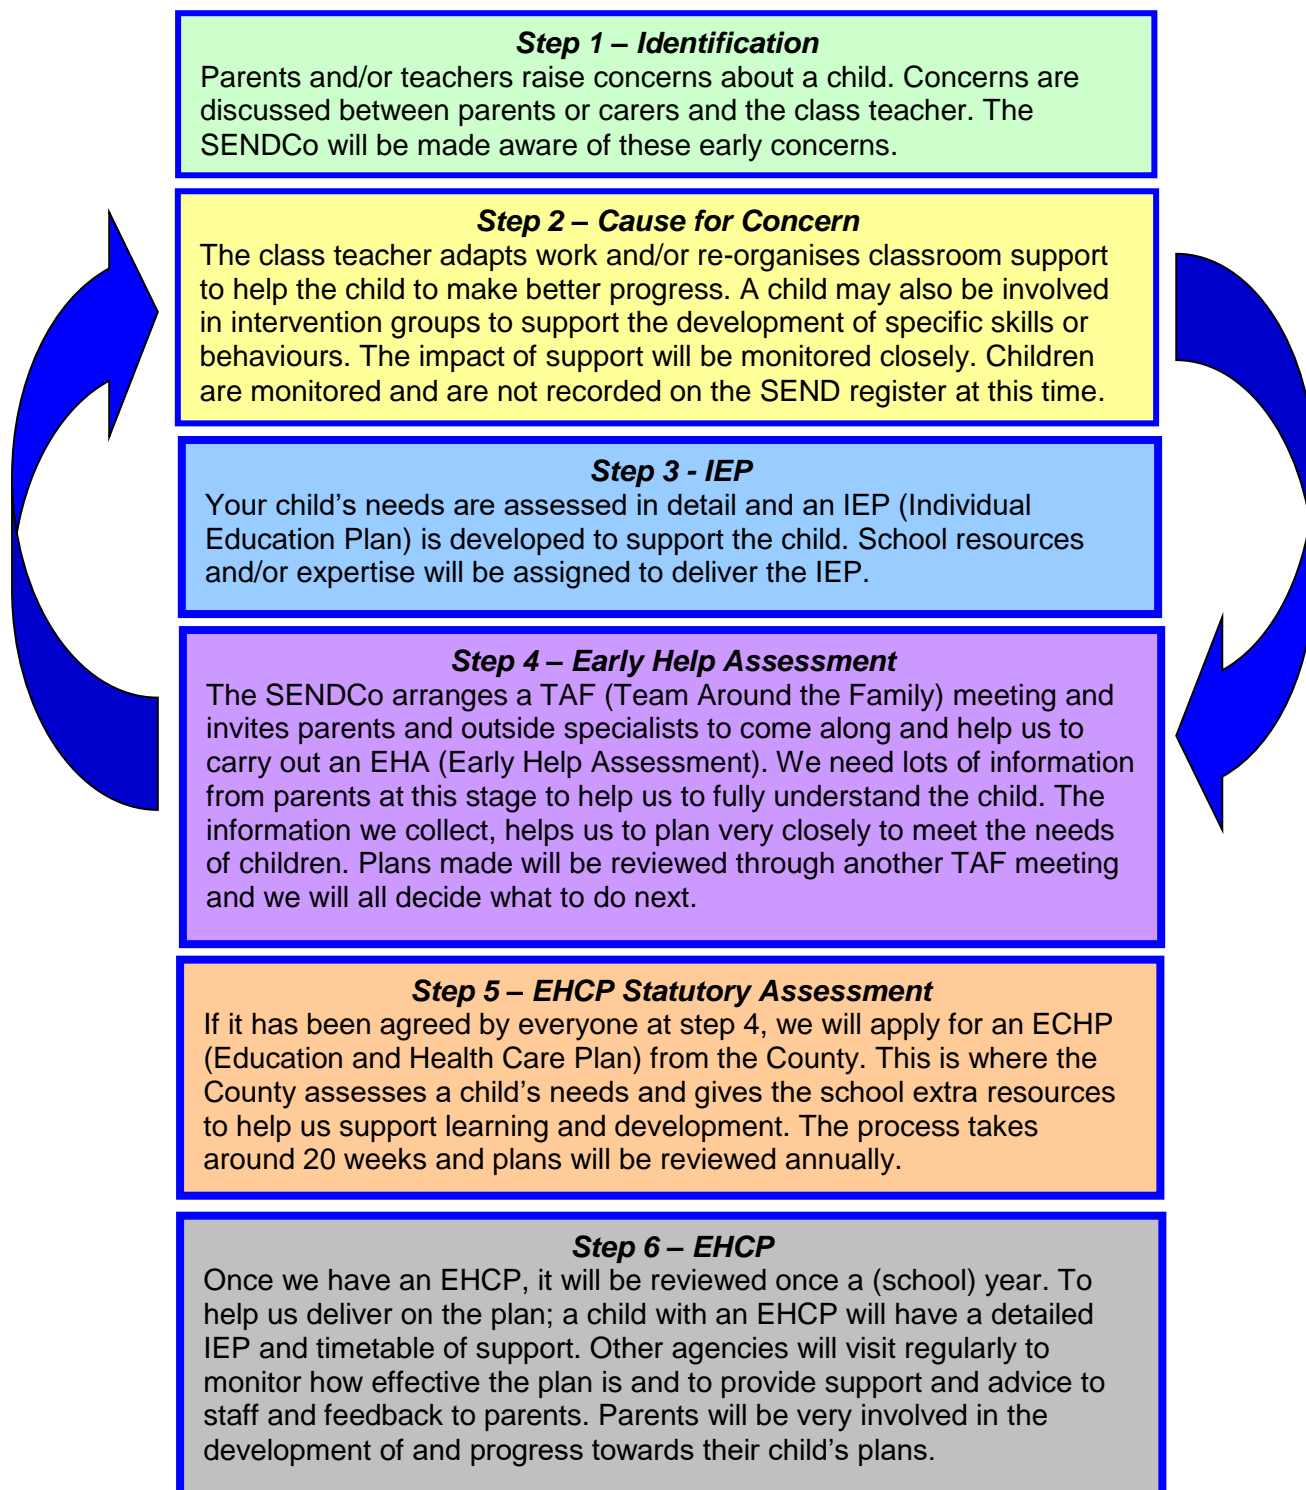 Step 1 – Identification
Parents and/or teachers raise concerns about a child. Concerns are
discussed between parents or carers and the class teacher. The
SENDCo will be made aware of these early concerns.
Step 2 – Cause for Concern
The class teacher adapts work and/or re-organises classroom support
to help the child to make better progress. A child may also be involved
in intervention groups to support the development of specific skills or
behaviours. The impact of support will be monitored closely. Children
are monitored and are not recorded on the SEND register at this time.
Step 3 - IEP
Your child’s needs are assessed in detail and an IEP (Individual
Education Plan) is developed to support the child. School resources
and/or expertise will be assigned to deliver the IEP.
Step 4 – Early Help Assessment
The SENDCo arranges a TAF (Team Around the Family) meeting and
invites parents and outside specialists to come along and help us to
carry out an EHA (Early Help Assessment). We need lots of information
from parents at this stage to help us to fully understand the child. The
information we collect, helps us to plan very closely to meet the needs
of children. Plans made will be reviewed through another TAF meeting
and we will all decide what to do next.
Step 5 – EHCP Statutory Assessment
If it has been agreed by everyone at step 4, we will apply for an ECHP
(Education and Health Care Plan) from the County. This is where the
County assesses a child’s needs and gives the school extra resources
to help us support learning and development. The process takes
around 20 weeks and plans will be reviewed annually.
Step 6 – EHCP
Once we have an EHCP, it will be reviewed once a (school) year. To
help us deliver on the plan; a child with an EHCP will have a detailed
IEP and timetable of support. Other agencies will visit regularly to
monitor how effective the plan is and to provide support and advice to
staff and feedback to parents. Parents will be very involved in the
development of and progress towards their child’s plans.